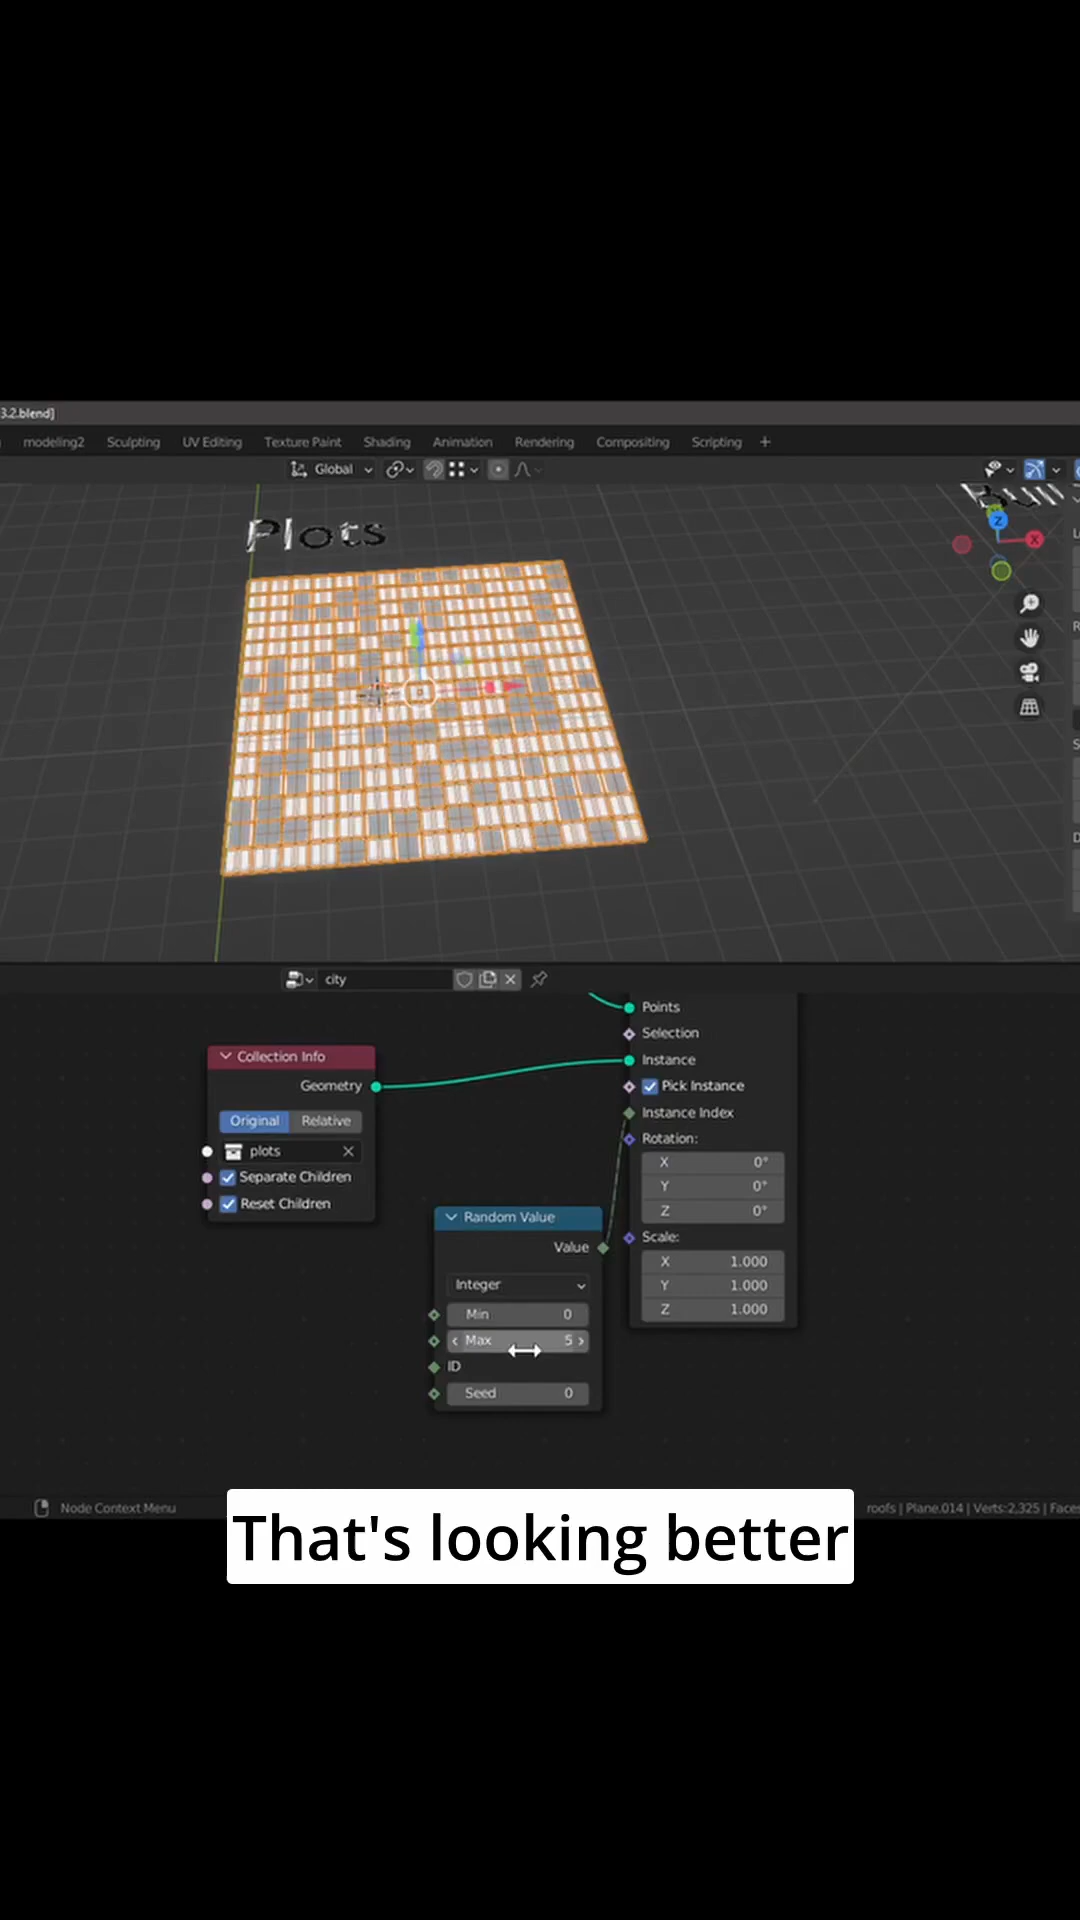 3.2.blend]
modeling2 Sculpting UV Editing Texture Paint Shading Animation Rendering Compositing Scripting +
Global
Plots
Z
X
city
Points
Selection
Collection Info
Instance
Geometry
Pick Instance
Instance Index
Original Relative
Rotation:
plots
X 0°
Separate Children
Y 0°
Reset Children
Z 0°
Random Value
Scale:
Value
X 1.000
Integer
Y 1.000
Min 0
Z 1.000
Max 5
ID
Seed 0
Node Context Menu
roofs | Plane.014 | Verts:2,325 | Faces
That's looking better